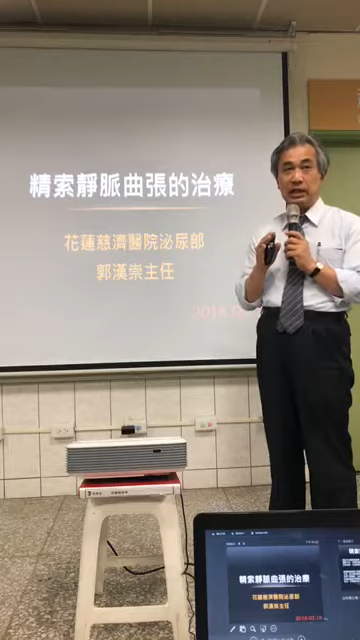 精索靜脈曲張的治療
花蓮慈濟醫院泌尿部
郭漢崇主任
精索靜脈曲張的治療
花蓮慈濟醫院泌尿部
郭漢崇主任